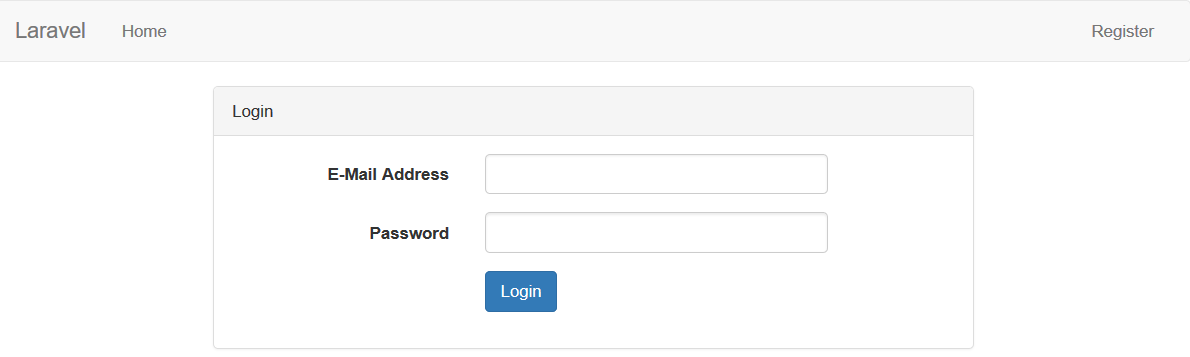 Laravel Home Register
Login
E-Mail Address
Password
Login